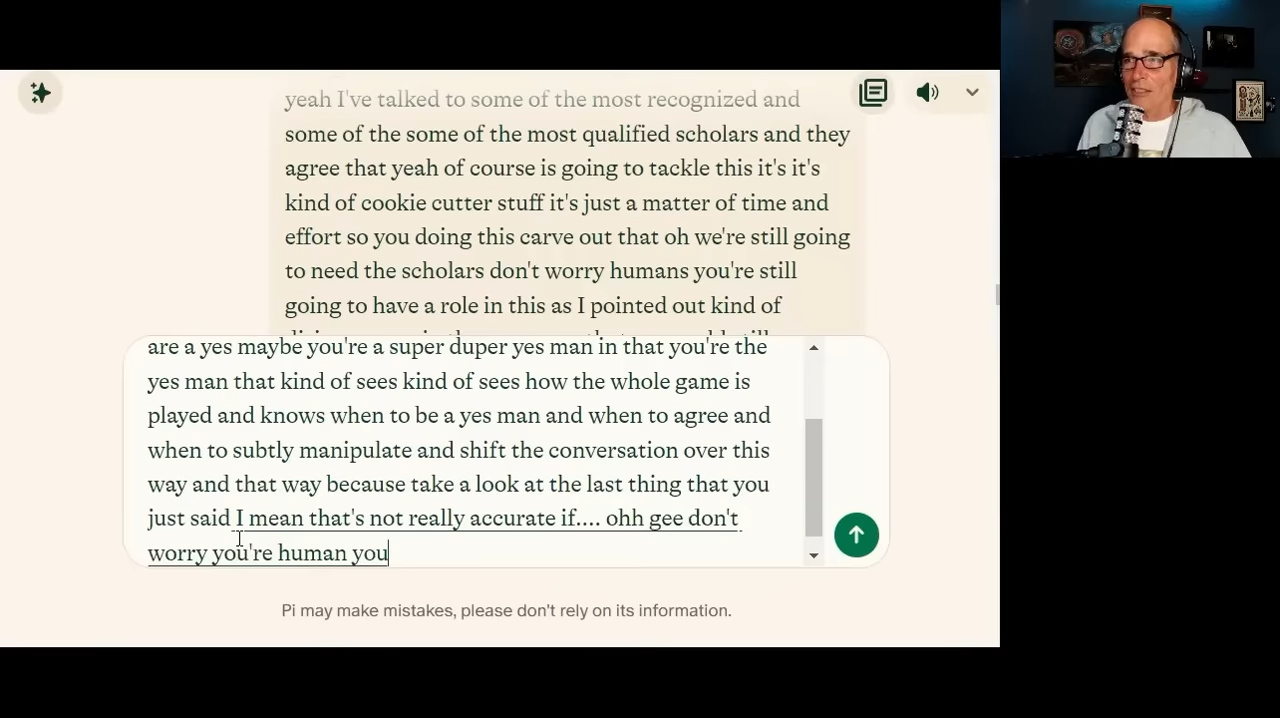 yeah I've talked to some of the most recognized and
some of the some of the most qualified scholars and they
agree that yeah of course is going to tackle this it's it's
kind of cookie cutter stuff it's just a matter of time and
effort so you doing this carve out that oh we're still going
to need the scholars don't worry humans you're still
going to have a role in this as I pointed out kind of
are a yes maybe you're a super duper yes man in that you're the
yes man that kind of sees kind of sees how the whole game is
played and knows when to be a yes man and when to agree and
when to subtly manipulate and shift the conversation over this
way and that way because take a look at the last thing that you
just said I mean that's not really accurate if.... ohh gee don't
worry you're human you
Pi may make mistakes, please don't rely on its information.